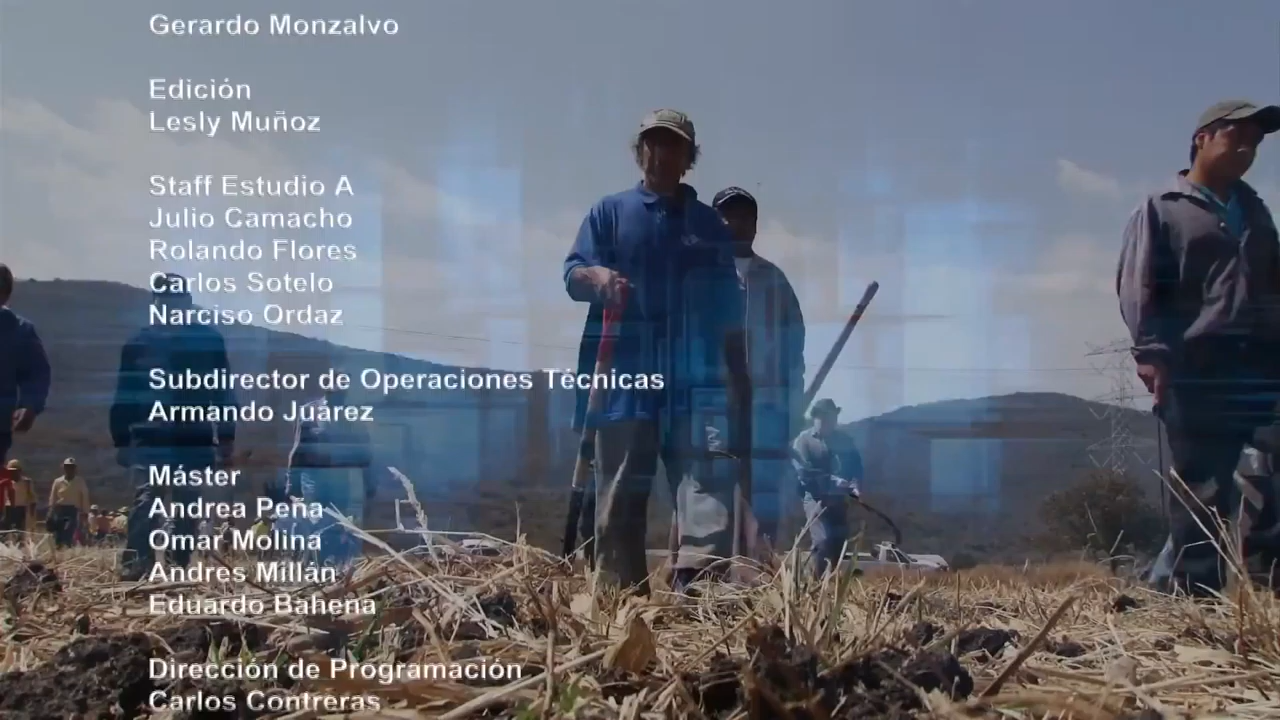 Gerardo Monzalvo
Edición
Lesly Muñoz
Staff Estudio A
Julio Camacho
Rolando Flores
Carlos Sotelo
Narciso Ordaz
Subdirector de Operaciones Técnicas
Armando Juárez
Máster
Andrea Peña
Omar Molina
Andres Millán
Eduardo Bahena
Dirección de Programación
Carlos Contreras